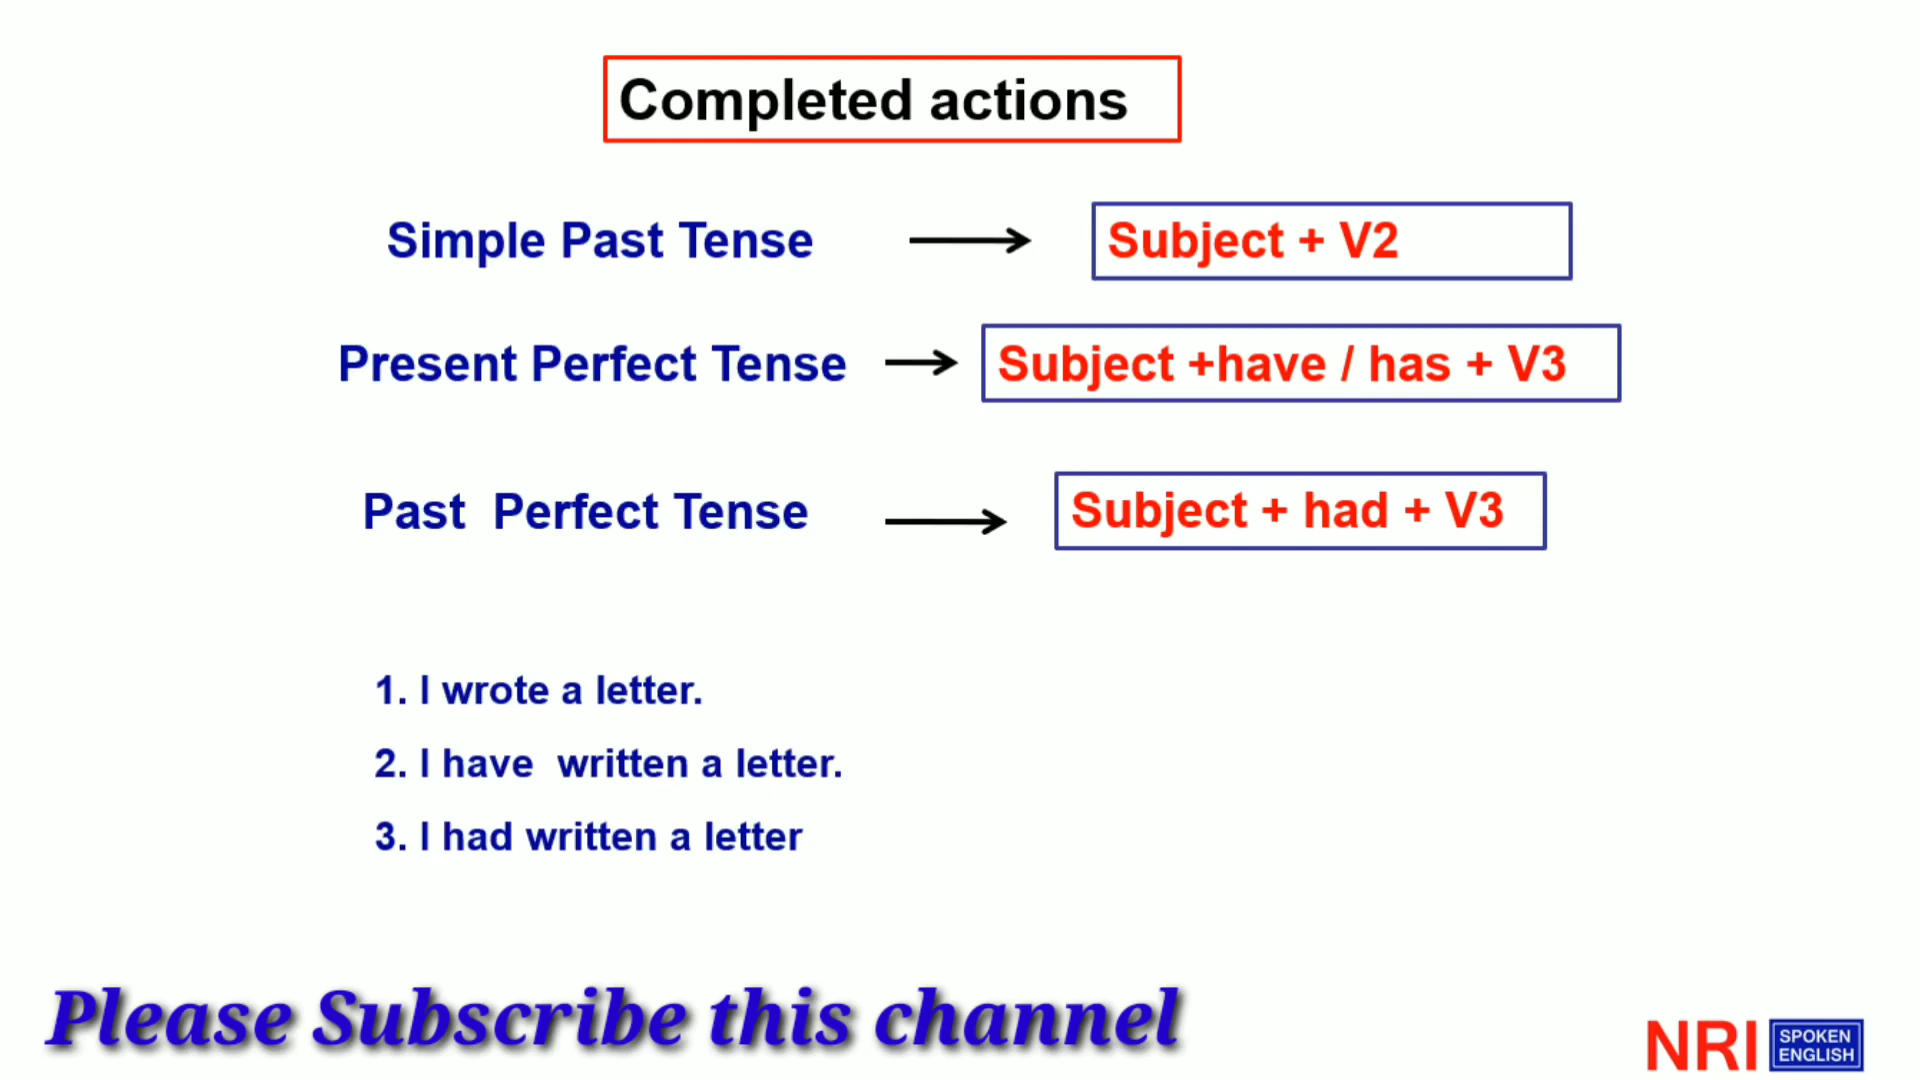 Completed actions
Simple Past Tense
Subject + V2
Present Perfect Tense
Subject +have / has + V3
Past Perfect Tense
Subject + had + V3
1. I wrote a letter.
2. I have written a letter.
3. I had written a letter
Please Subscribe this channel
NRI
SPOKEN
ENGLISH